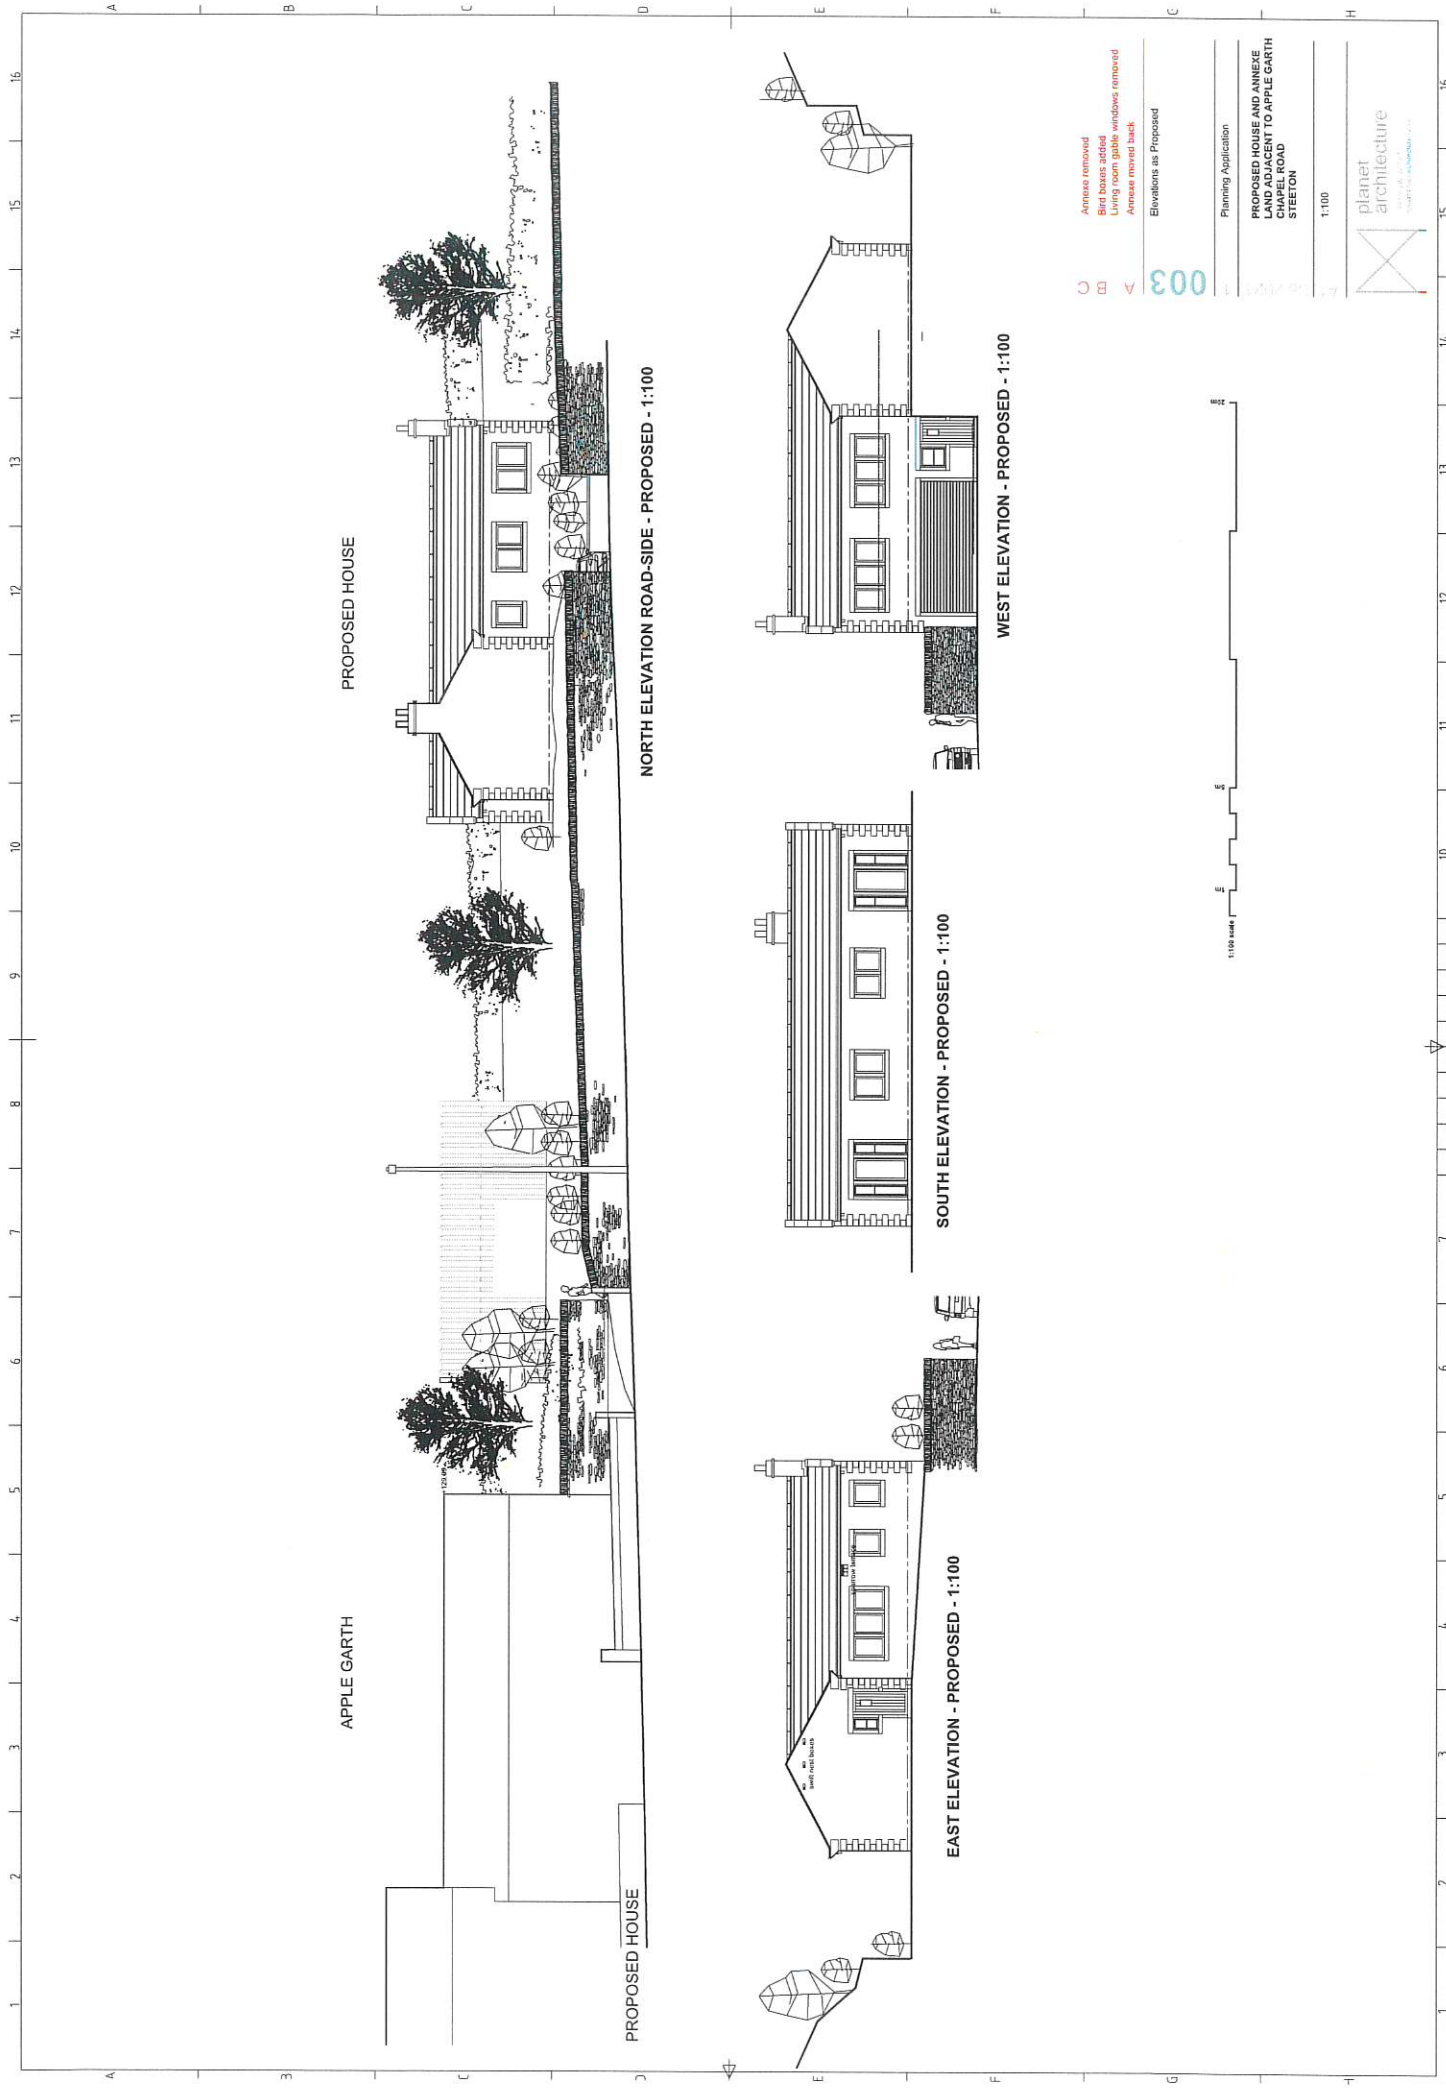 16 15 14 13 12 11 10 9 8 7 6 5 4 3 2 1
A B C D E F G H
APPLE GARTH
PROPOSED HOUSE
129.05
NORTH ELEVATION ROAD-SIDE - PROPOSED - 1:100
PROPOSED HOUSE
EAST ELEVATION - PROPOSED - 1:100
swift nest boxes
sparrow terrace
SOUTH ELEVATION - PROPOSED - 1:100
WEST ELEVATION - PROPOSED - 1:100
1:100 scale
1m
5m
20m
C Annexe removed
B Bird boxes added
Living room gable windows removed
A Annexe moved back
003 Elevations as Proposed
Planning Application
PROPOSED HOUSE AND ANNEXE
LAND ADJACENT TO APPLE GARTH
CHAPEL ROAD
STEETON
1:100
planet
architecture